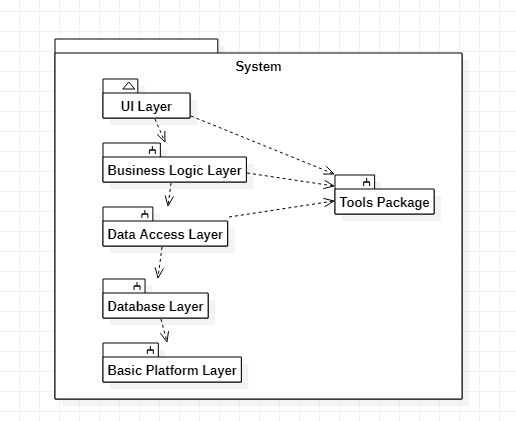 System
UI Layer
Business Logic Layer
Tools Package
Data Access Layer
Database Layer
Basic Platform Layer